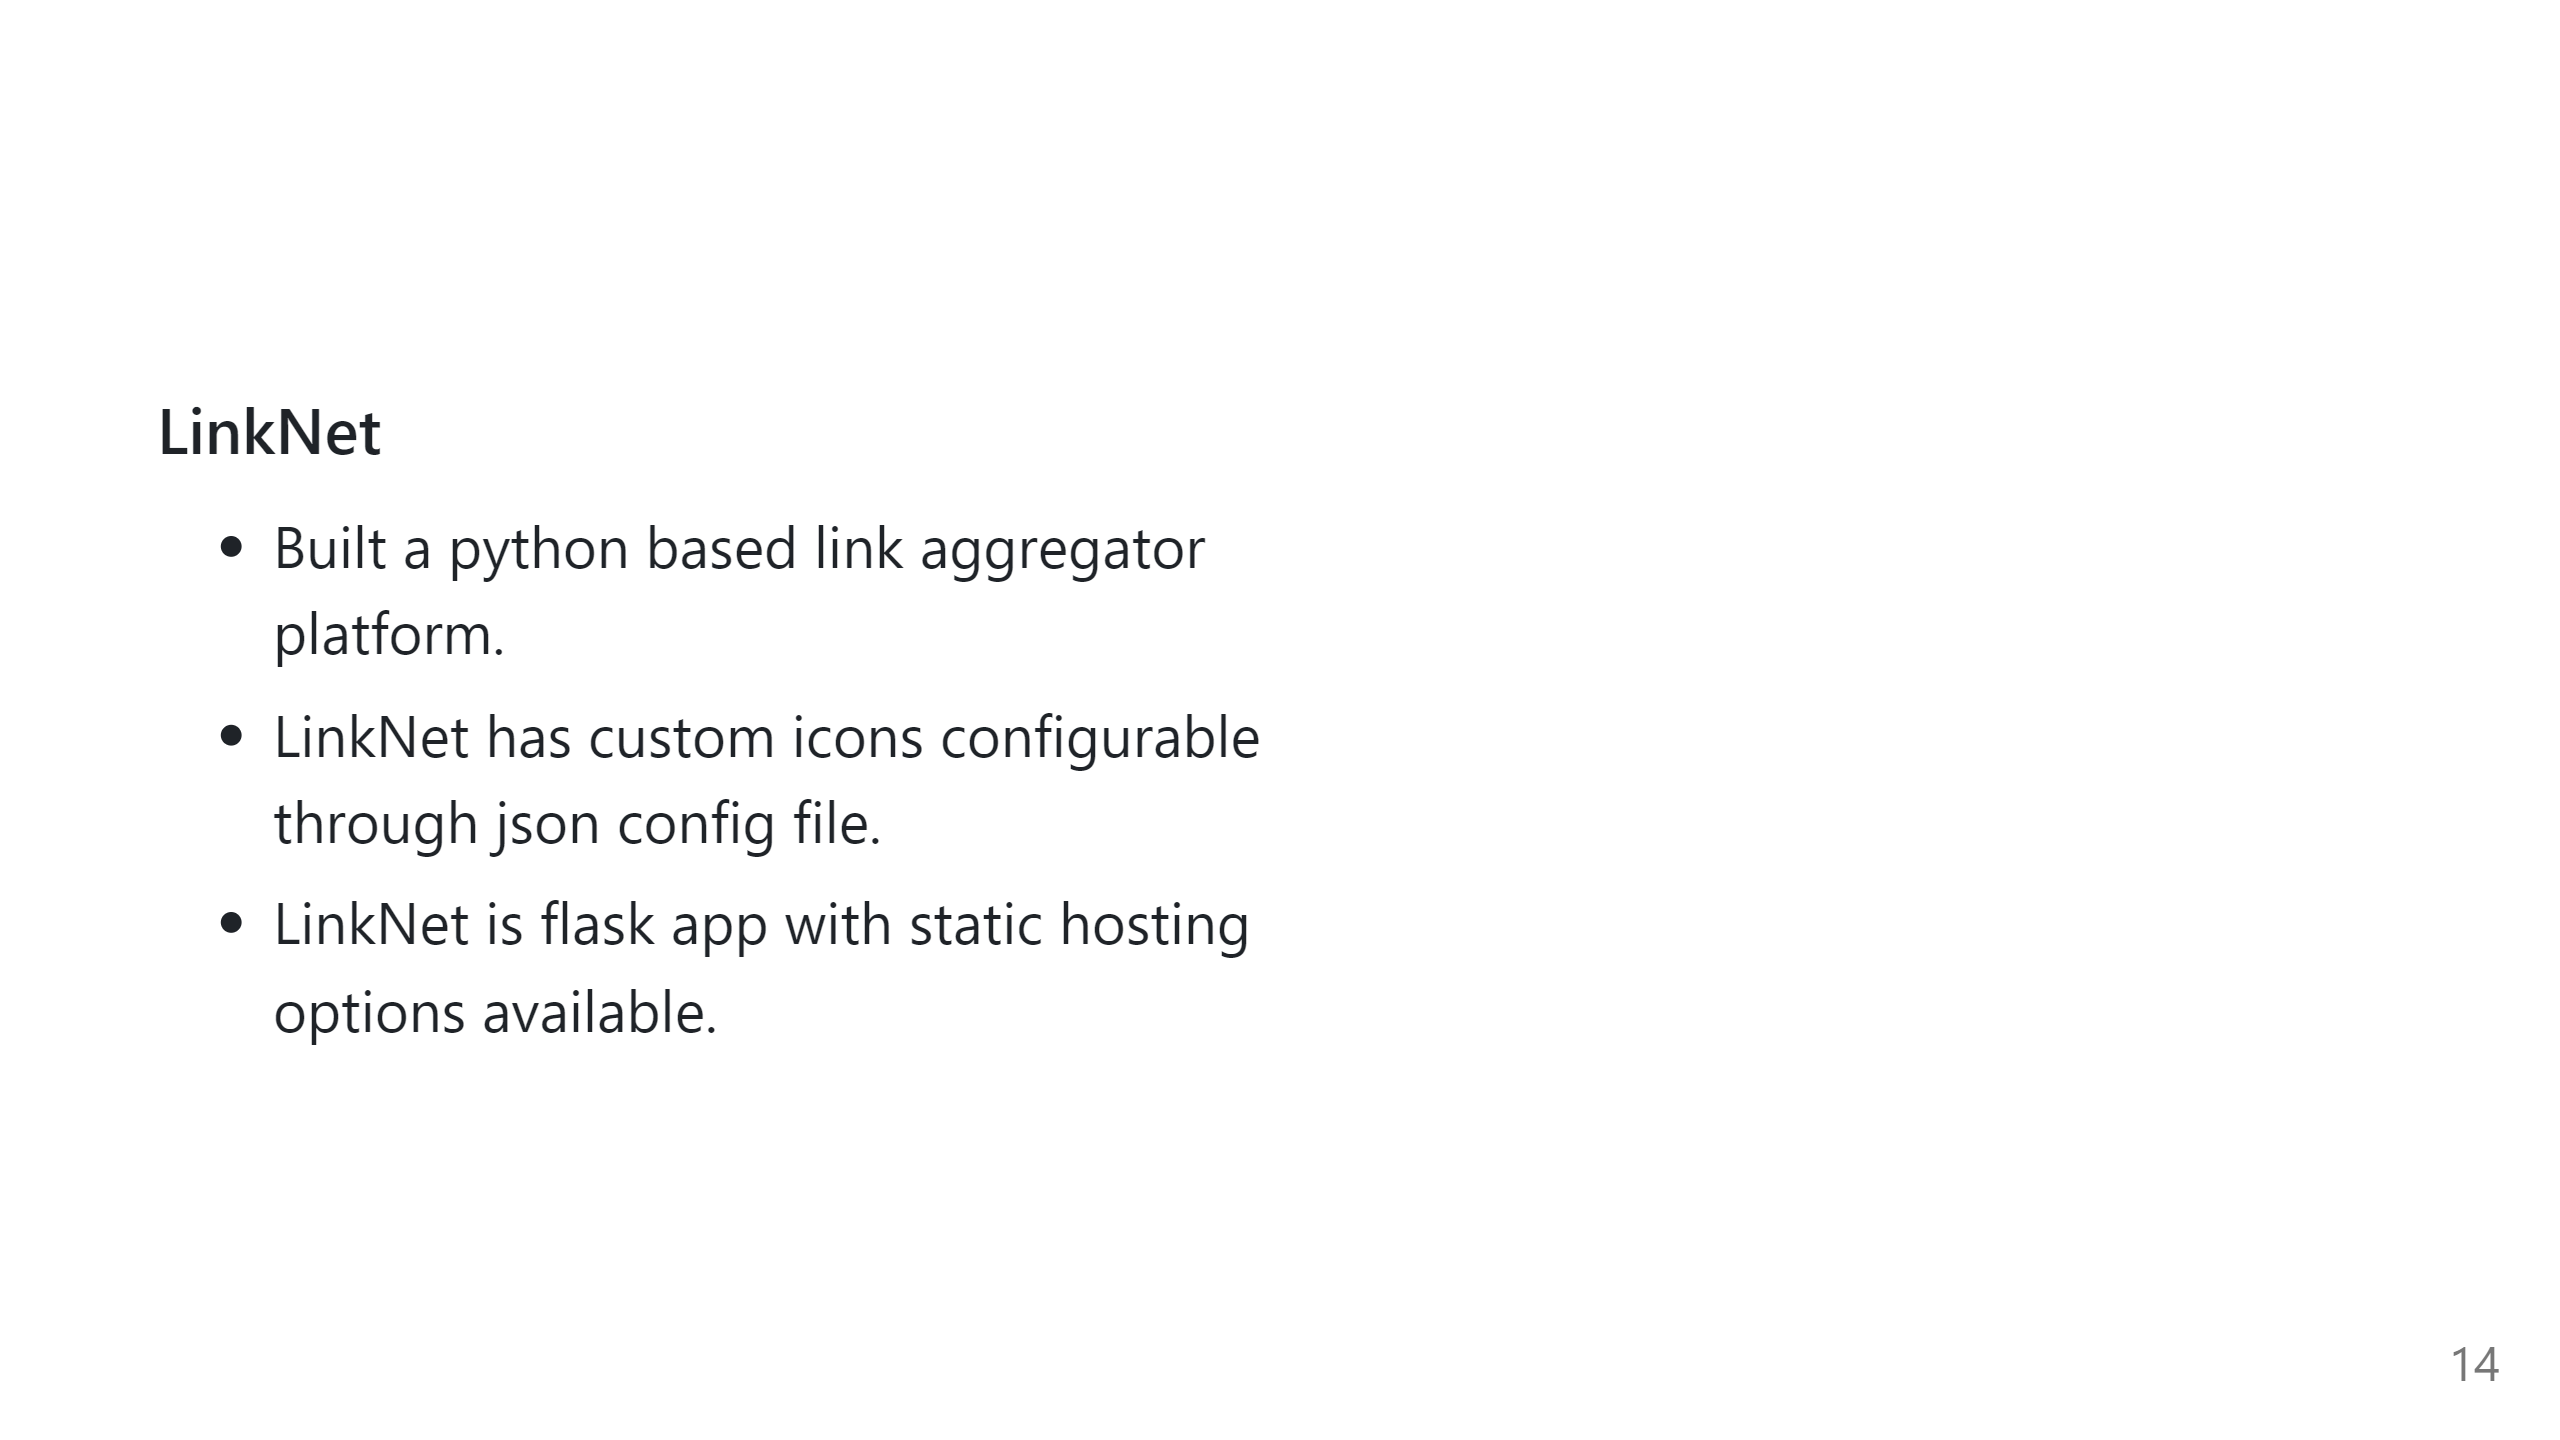 LinkNet
• Built a python based link aggregator
platform.
• LinkNet has custom icons configurable
through json config file.
• LinkNet is flask app with static hosting
options available.
14